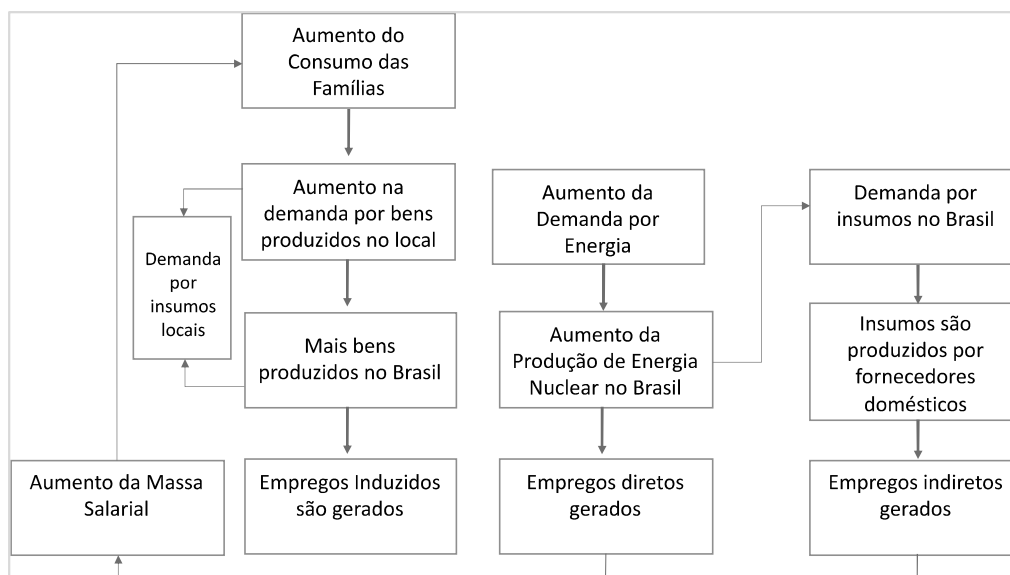 Aumento do
Consumo das
Famílias
Aumento na
demanda por bens
produzidos no local
Demanda
por
insumos
locais
Mais bens
produzidos no Brasil
Empregos Induzidos
são gerados
Aumento da Massa
Salarial
Aumento da
Demanda por
Energia
Aumento da
Produção de Energia
Nuclear no Brasil
Empregos diretos
gerados
Demanda por
insumos no Brasil
Insumos são
produzidos por
fornecedores
domésticos
Empregos indiretos
gerados